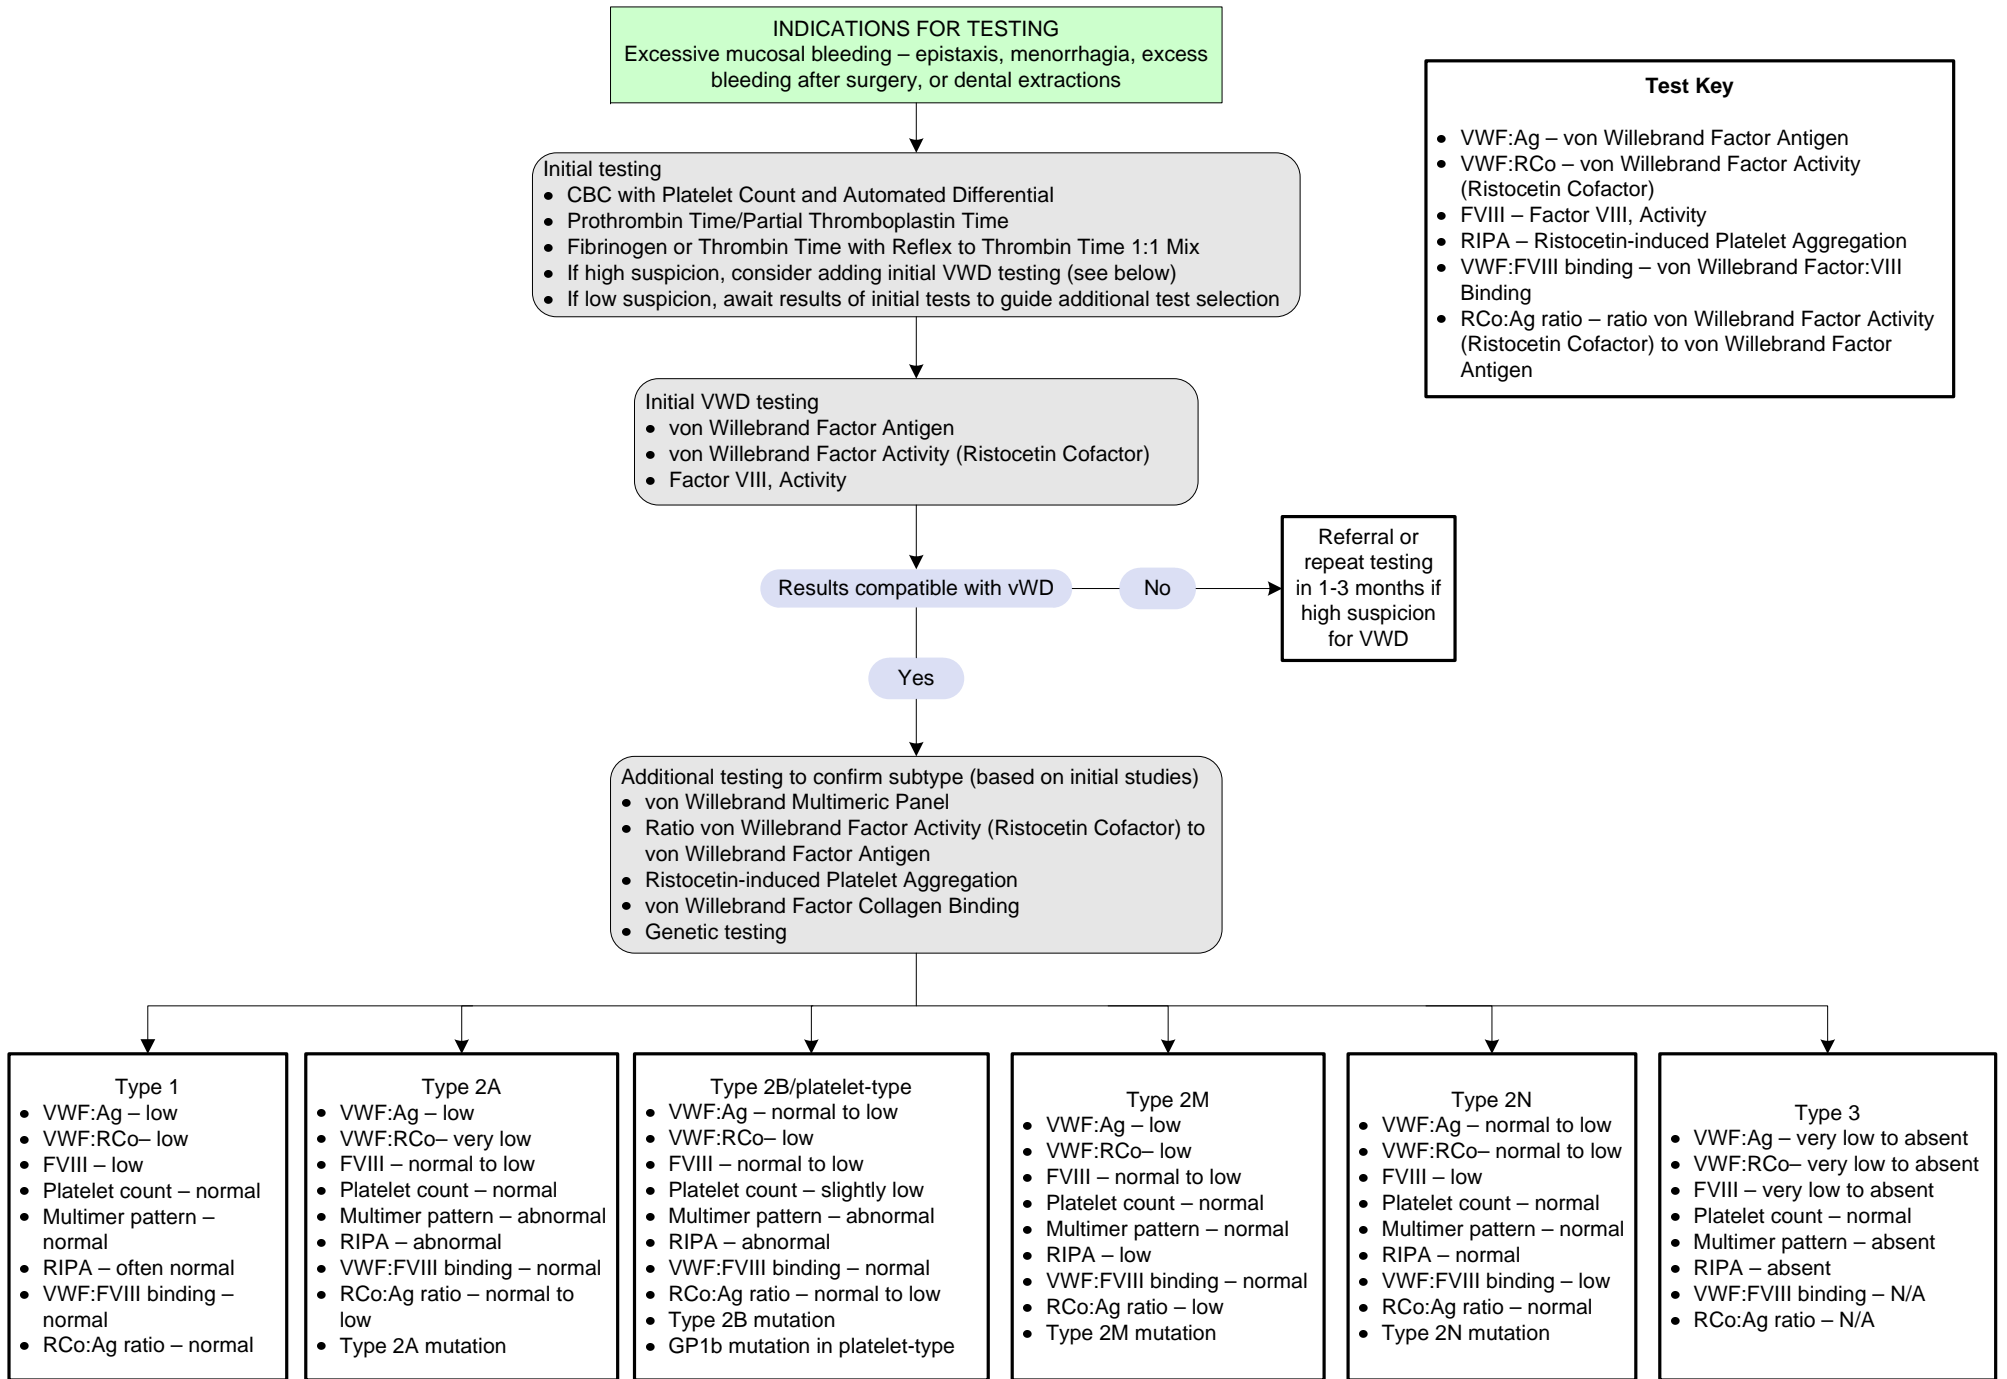 INDICATIONS FOR TESTING
Excessive mucosal bleeding – epistaxis, menorrhagia, excess
bleeding after surgery, or dental extractions
Test Key
• VWF:Ag – von Willebrand Factor Antigen
• VWF:RCo – von Willebrand Factor Activity
(Ristocetin Cofactor)
• FVIII – Factor VIII, Activity
• RIPA – Ristocetin-induced Platelet Aggregation
• VWF:FVIII binding – von Willebrand Factor:VIII
Binding
• RCo:Ag ratio – ratio von Willebrand Factor Activity
(Ristocetin Cofactor) to von Willebrand Factor
Antigen
Initial testing
• CBC with Platelet Count and Automated Differential
• Prothrombin Time/Partial Thromboplastin Time
• Fibrinogen or Thrombin Time with Reflex to Thrombin Time 1:1 Mix
• If high suspicion, consider adding initial VWD testing (see below)
• If low suspicion, await results of initial tests to guide additional test selection
Initial VWD testing
• von Willebrand Factor Antigen
• von Willebrand Factor Activity (Ristocetin Cofactor)
• Factor VIII, Activity
Results compatible with vWD
No
Referral or
repeat testing
in 1-3 months if
high suspicion
for VWD
Yes
Additional testing to confirm subtype (based on initial studies)
• von Willebrand Multimeric Panel
• Ratio von Willebrand Factor Activity (Ristocetin Cofactor) to
von Willebrand Factor Antigen
• Ristocetin-induced Platelet Aggregation
• von Willebrand Factor Collagen Binding
• Genetic testing
Type 1
• VWF:Ag – low
• VWF:RCo– low
• FVIII – low
• Platelet count – normal
• Multimer pattern –
normal
• RIPA – often normal
• VWF:FVIII binding –
normal
• RCo:Ag ratio – normal
Type 2A
• VWF:Ag – low
• VWF:RCo– very low
• FVIII – normal to low
• Platelet count – normal
• Multimer pattern – abnormal
• RIPA – abnormal
• VWF:FVIII binding – normal
• RCo:Ag ratio – normal to
low
• Type 2A mutation
Type 2B/platelet-type
• VWF:Ag – normal to low
• VWF:RCo– low
• FVIII – normal to low
• Platelet count – slightly low
• Multimer pattern – abnormal
• RIPA – abnormal
• VWF:FVIII binding – normal
• RCo:Ag ratio – normal to low
• Type 2B mutation
• GP1b mutation in platelet-type
Type 2M
• VWF:Ag – low
• VWF:RCo– low
• FVIII – normal to low
• Platelet count – normal
• Multimer pattern – normal
• RIPA – low
• VWF:FVIII binding – normal
• RCo:Ag ratio – low
• Type 2M mutation
Type 2N
• VWF:Ag – normal to low
• VWF:RCo– normal to low
• FVIII – low
• Platelet count – normal
• Multimer pattern – normal
• RIPA – normal
• VWF:FVIII binding – low
• RCo:Ag ratio – normal
• Type 2N mutation
Type 3
• VWF:Ag – very low to absent
• VWF:RCo– very low to absent
• FVIII – very low to absent
• Platelet count – normal
• Multimer pattern – absent
• RIPA – absent
• VWF:FVIII binding – N/A
• RCo:Ag ratio – N/A